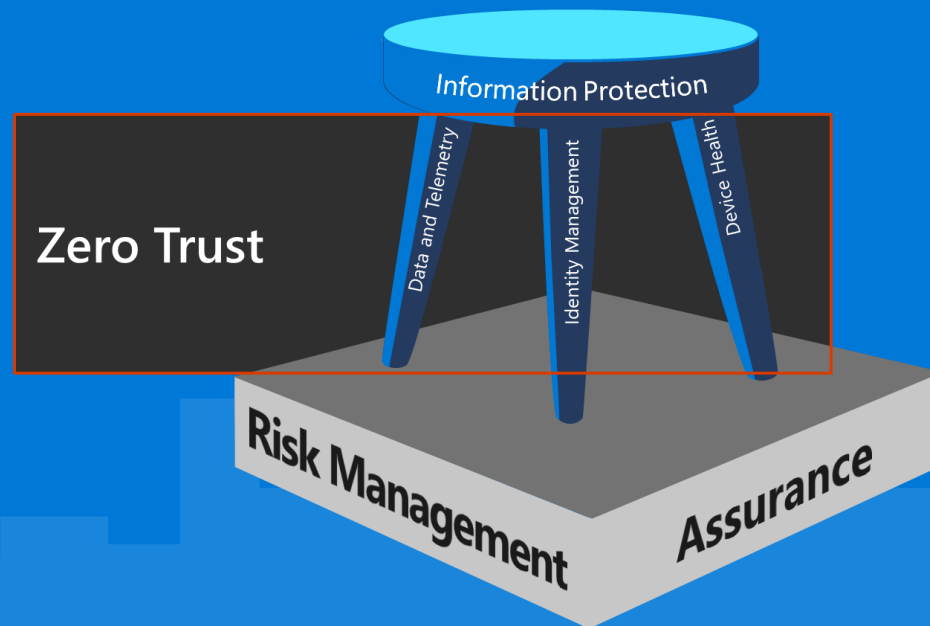 Information Protection
Zero Trust
Data and Telemetry
Identity Management
Device Health
Risk Management
Assurance